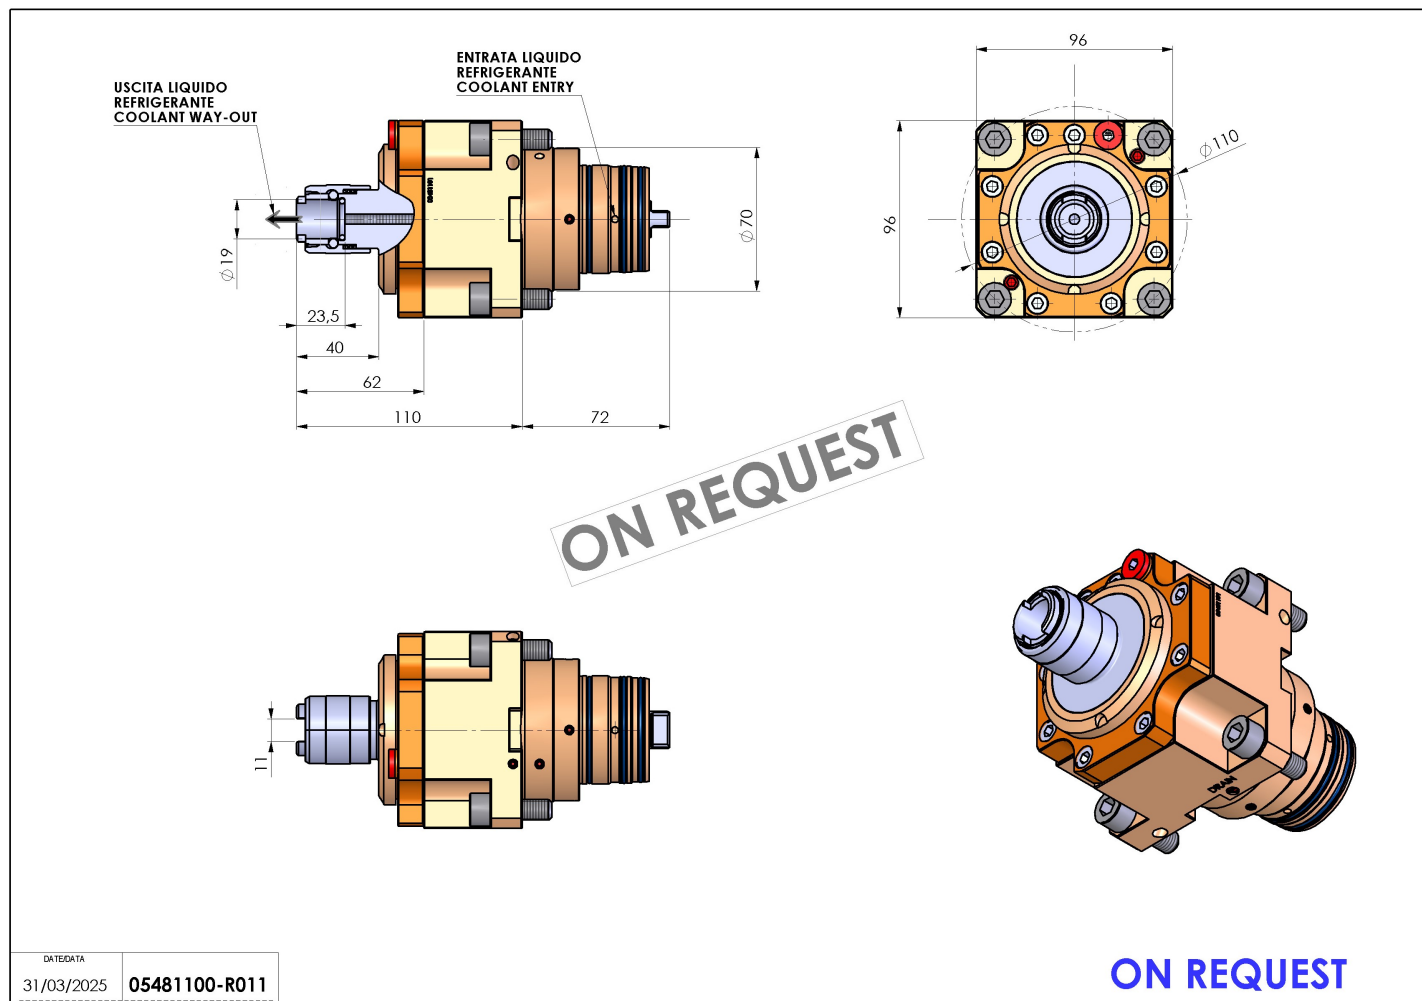 USCITA LIQUIDO
REFRIGERANTE
COOLANT WAY-OUT
ENTRATA LIQUIDO
REFRIGERANTE
COOLANT ENTRY
96
Ø110
96
Ø19
Ø70
23,5
40
62
110
72
ON REQUEST
11
DRAIN
DATE/DATA
31/03/2025
05481100-R011
ON REQUEST